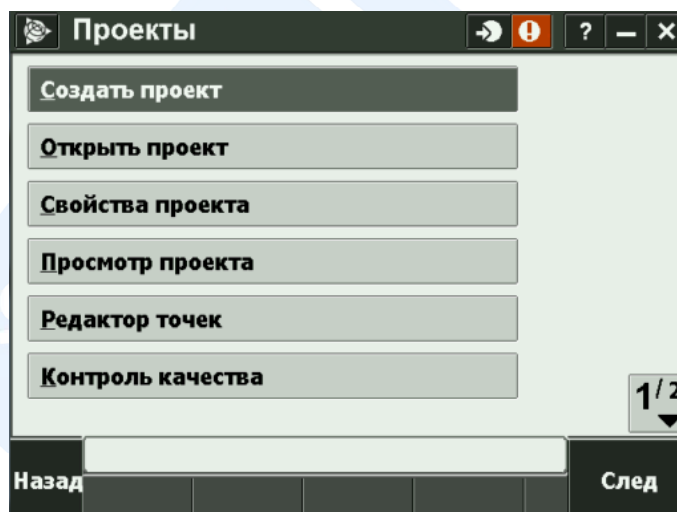 Проекты ? – ×
Создать проект
Открыть проект
Свойства проекта
Просмотр проекта
Редактор точек
Контроль качества
1/2
Назад След